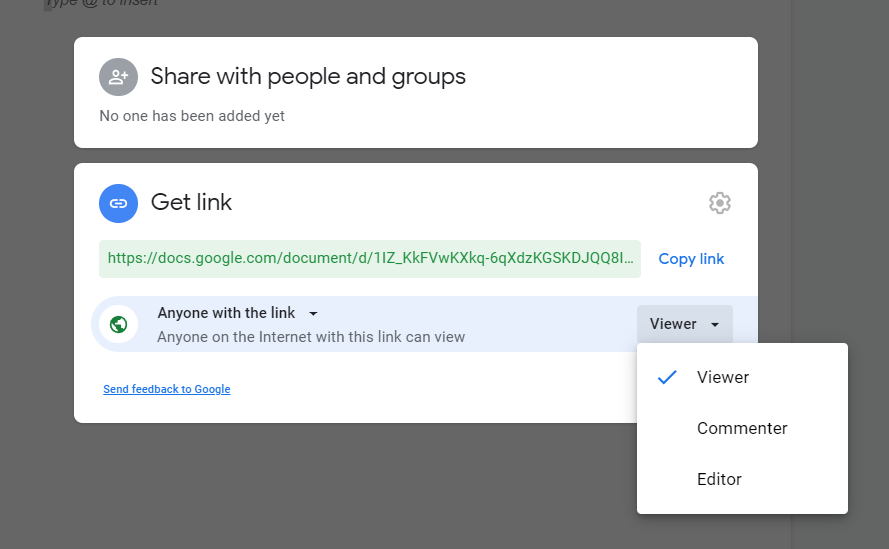 Type @ to insert
Share with people and groups
No one has been added yet
Get link
https://docs.google.com/document/d/1IZ_KkFVwKXkq-6qXdzKGSKDJQQ8I...
Copy link
Anyone with the link
Anyone on the Internet with this link can view
Viewer
Viewer
Commenter
Editor
Send feedback to Google